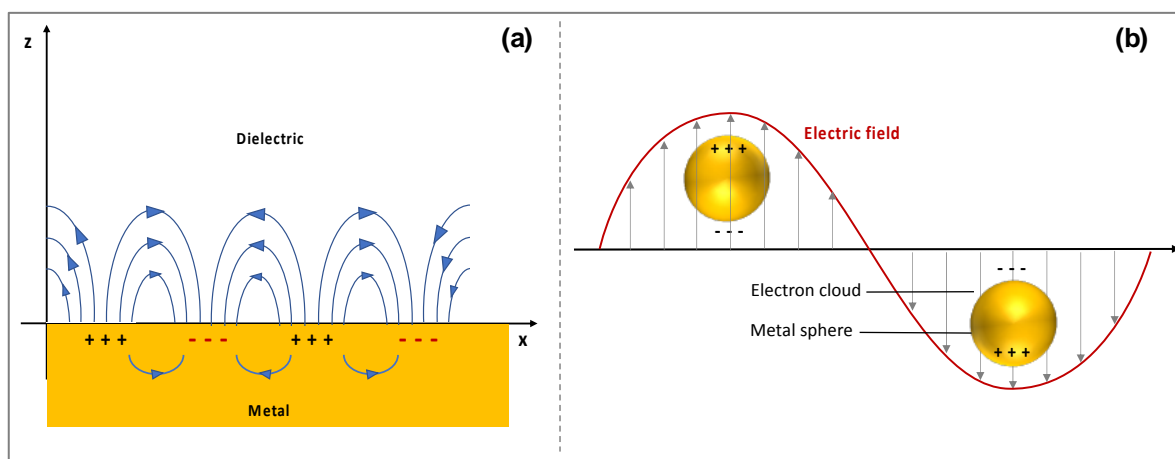 (a)
z
Dielectric
+ + + - - - + + + - - -
x
Metal
(b)
Electric field
+ + +
- - -
- - -
Electron cloud
Metal sphere
+ + +